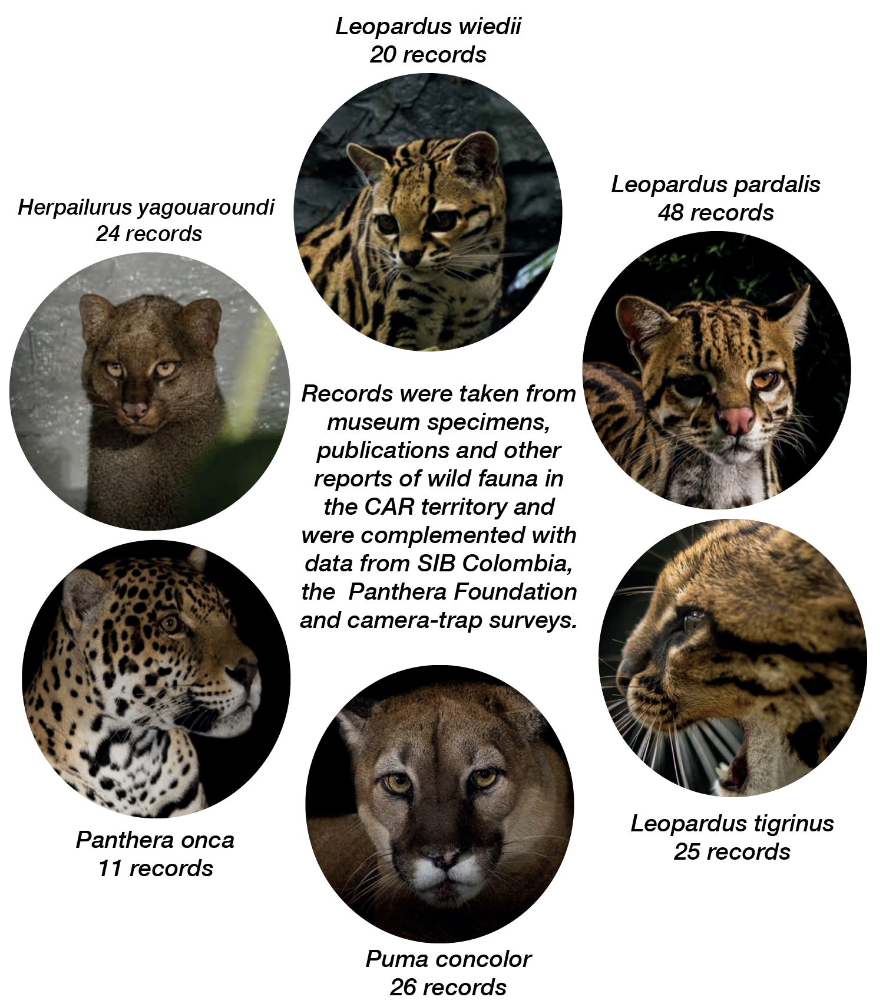 Leopardus wiedii
20 records
Leopardus pardalis
48 records
Herpailurus yagouaroundi
24 records
Records were taken from
museum specimens,
publications and other
reports of wild fauna in
the CAR territory and
were complemented with
data from SIB Colombia,
the  Panthera Foundation
and camera-trap surveys.
Leopardus tigrinus
25 records
Panthera onca
11 records
Puma concolor
26 records